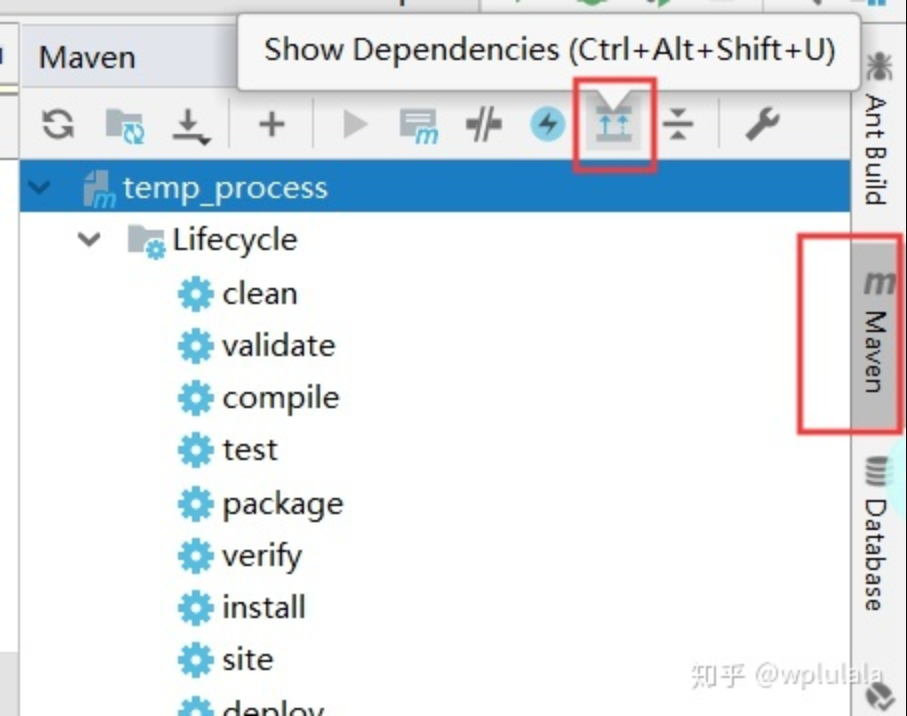 Show Dependencies (Ctrl+Alt+Shift+U)
Maven
temp_process
Lifecycle
clean
validate
compile
test
package
verify
install
site
deploy
Ant Build
m Maven
Database
知乎 @wplulala